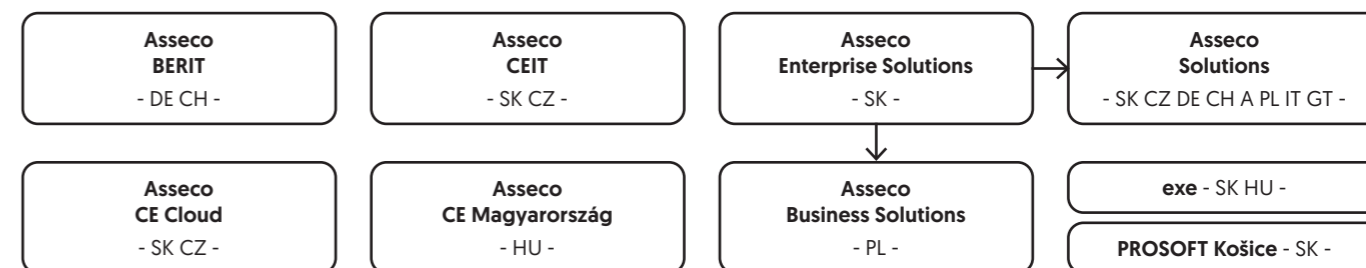 Asseco
BERIT
- DE CH -
Asseco
CEIT
- SK CZ -
Asseco
Enterprise Solutions
- SK -
Asseco
Solutions
- SK CZ DE CH A PL IT GT -
Asseco
CE Cloud
- SK CZ -
Asseco
CE Magyarország
- HU -
Asseco
Business Solutions
- PL -
exe - SK HU -
PROSOFT Košice - SK -